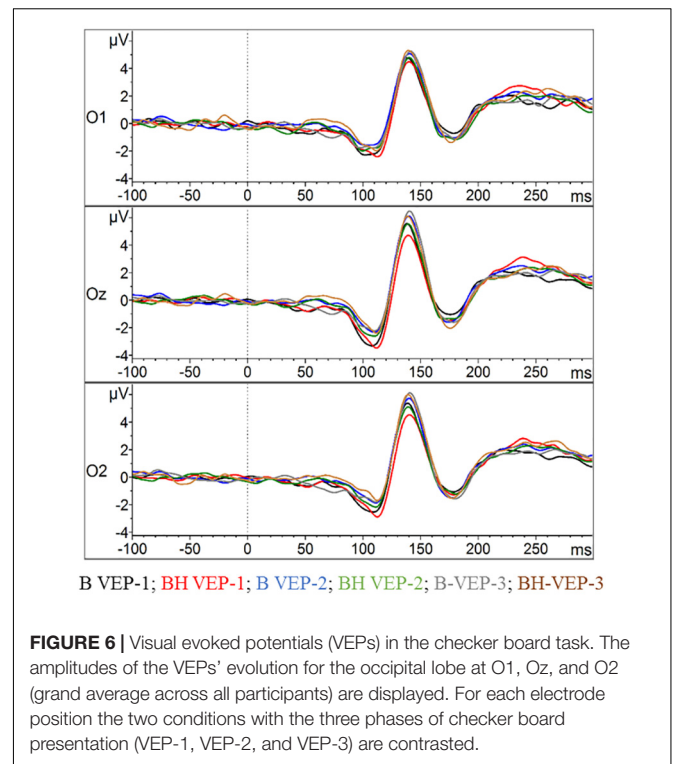 µV
4
2
O1
0
-2
-4
-100 -50 0 50 100 150 200 250 ms
µV
4
2
Oz
0
-2
-4
-100 -50 0 50 100 150 200 250 ms
µV
4
2
O2
0
-2
-4
-100 -50 0 50 100 150 200 250 ms
B VEP-1; BH VEP-1; B VEP-2; BH VEP-2; B-VEP-3; BH-VEP-3
FIGURE 6 | Visual evoked potentials (VEPs) in the checker board task. The
amplitudes of the VEPs' evolution for the occipital lobe at O1, Oz, and O2
(grand average across all participants) are displayed. For each electrode
position the two conditions with the three phases of checker board
presentation (VEP-1, VEP-2, and VEP-3) are contrasted.